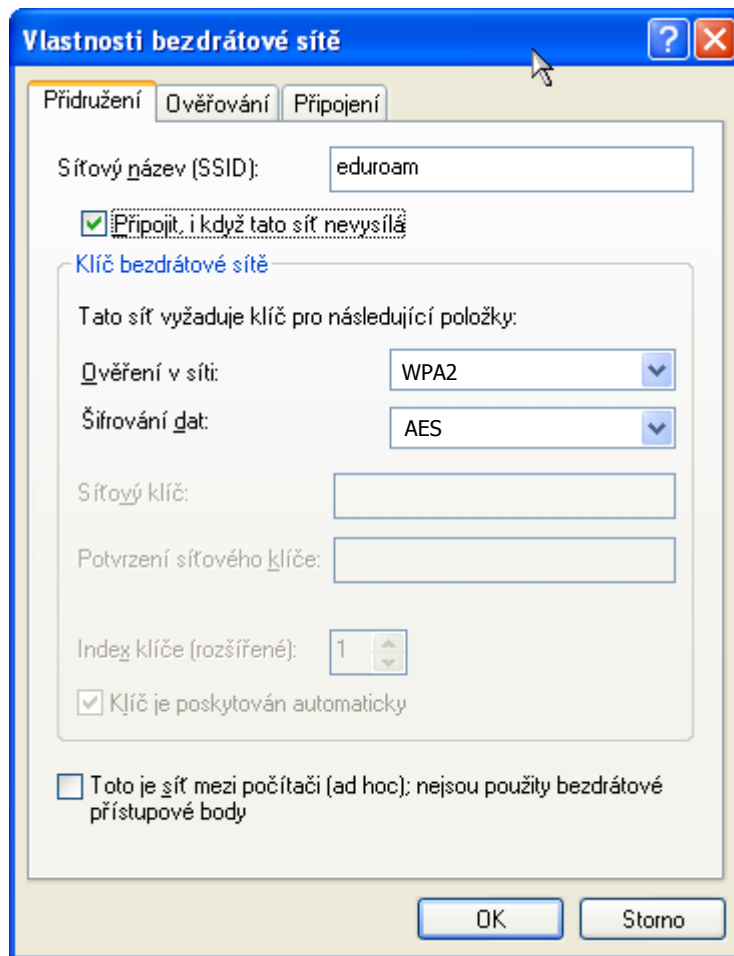 Vlastnosti bezdrátové sítě
Přidružení Ověřování Připojení
Síťový název (SSID): eduroam
Připojit, i když tato síť nevysílá
Klíč bezdrátové sítě
Tato síť vyžaduje klíč pro následující položky:
Ověření v síti: WPA2
Šifrování dat: AES
Síťový klíč:
Potvrzení síťového klíče:
Index klíče (rozšířené): 1
Klíč je poskytován automaticky
Toto je síť mezi počítači (ad hoc); nejsou použity bezdrátové
přístupové body
OK Storno